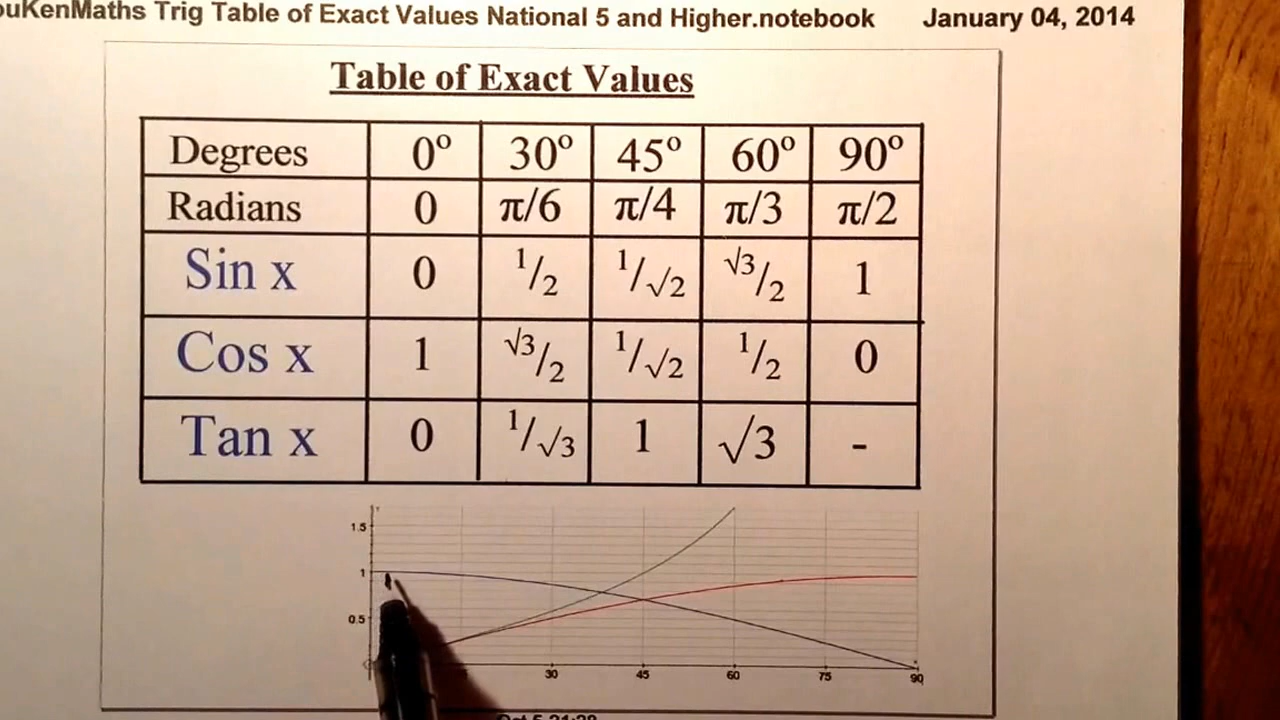 ouKenMaths Trig Table of Exact Values National 5 and Higher.notebook January 04, 2014
Table of Exact Values
Degrees 0° 30° 45° 60° 90°
Radians 0 π/6 π/4 π/3 π/2
Sin x 0 1/2 1/√2 √3/2 1
Cos x 1 √3/2 1/√2 1/2 0
Tan x 0 1/√3 1 √3 -
1.5
1
0.5
30 45 60 75 90